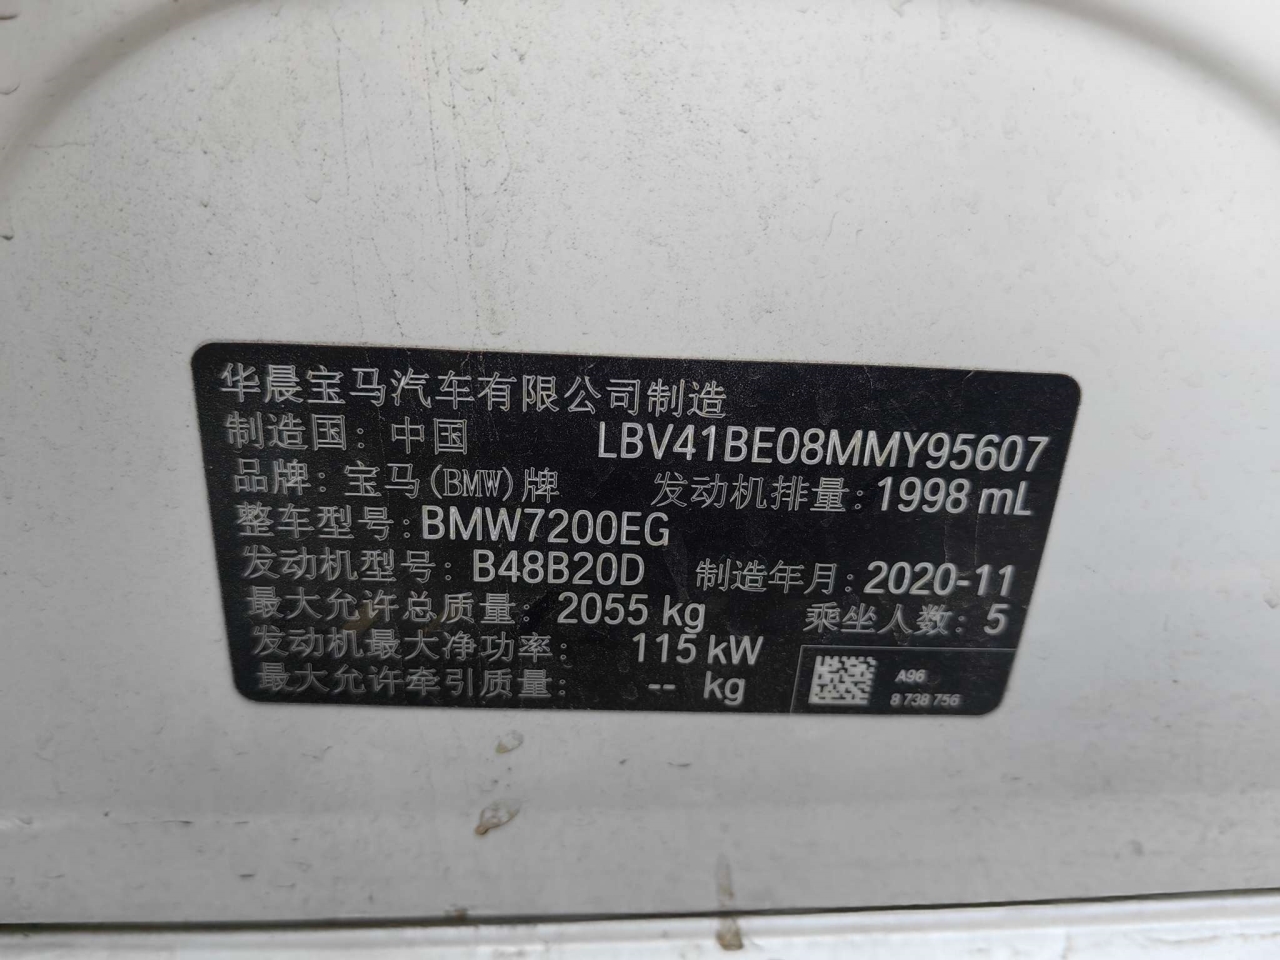 华晨宝马汽车有限公司制造
制造国: 中国 LBV41BE08MMY95607
品牌: 宝马(BMW)牌 发动机排量: 1998 mL
整车型号: BMW7200EG
发动机型号: B48B20D 制造年月: 2020-11
最大允许总质量: 2055 kg 乘坐人数: 5
发动机最大净功率: 115 kW
最大允许牵引质量: -- kg
A96
8 738 756